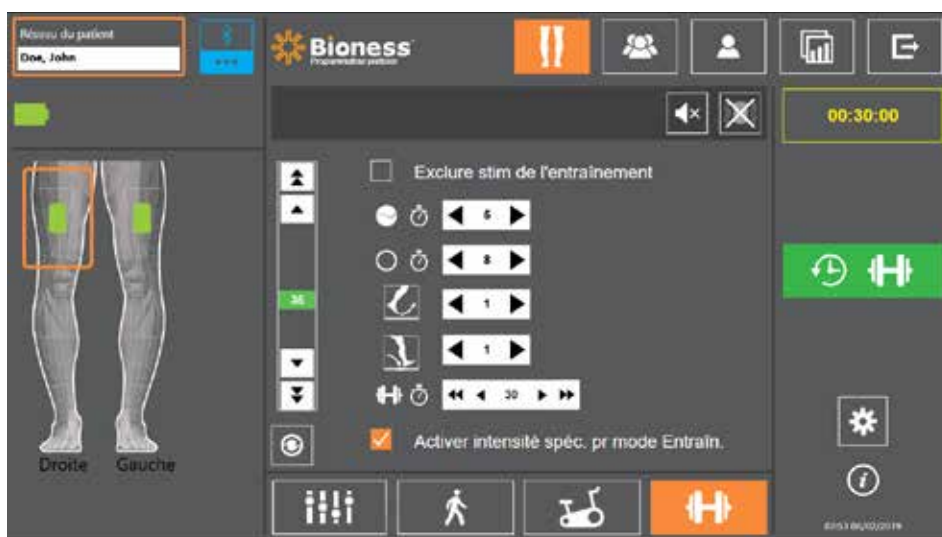 Réseau du patient
Doe, John
Bioness
00:30:00
Exclure stim de l'entraînement
5
8
36
1
1
30
Activer intensité spéc. pr mode Entraîn.
Droite Gauche